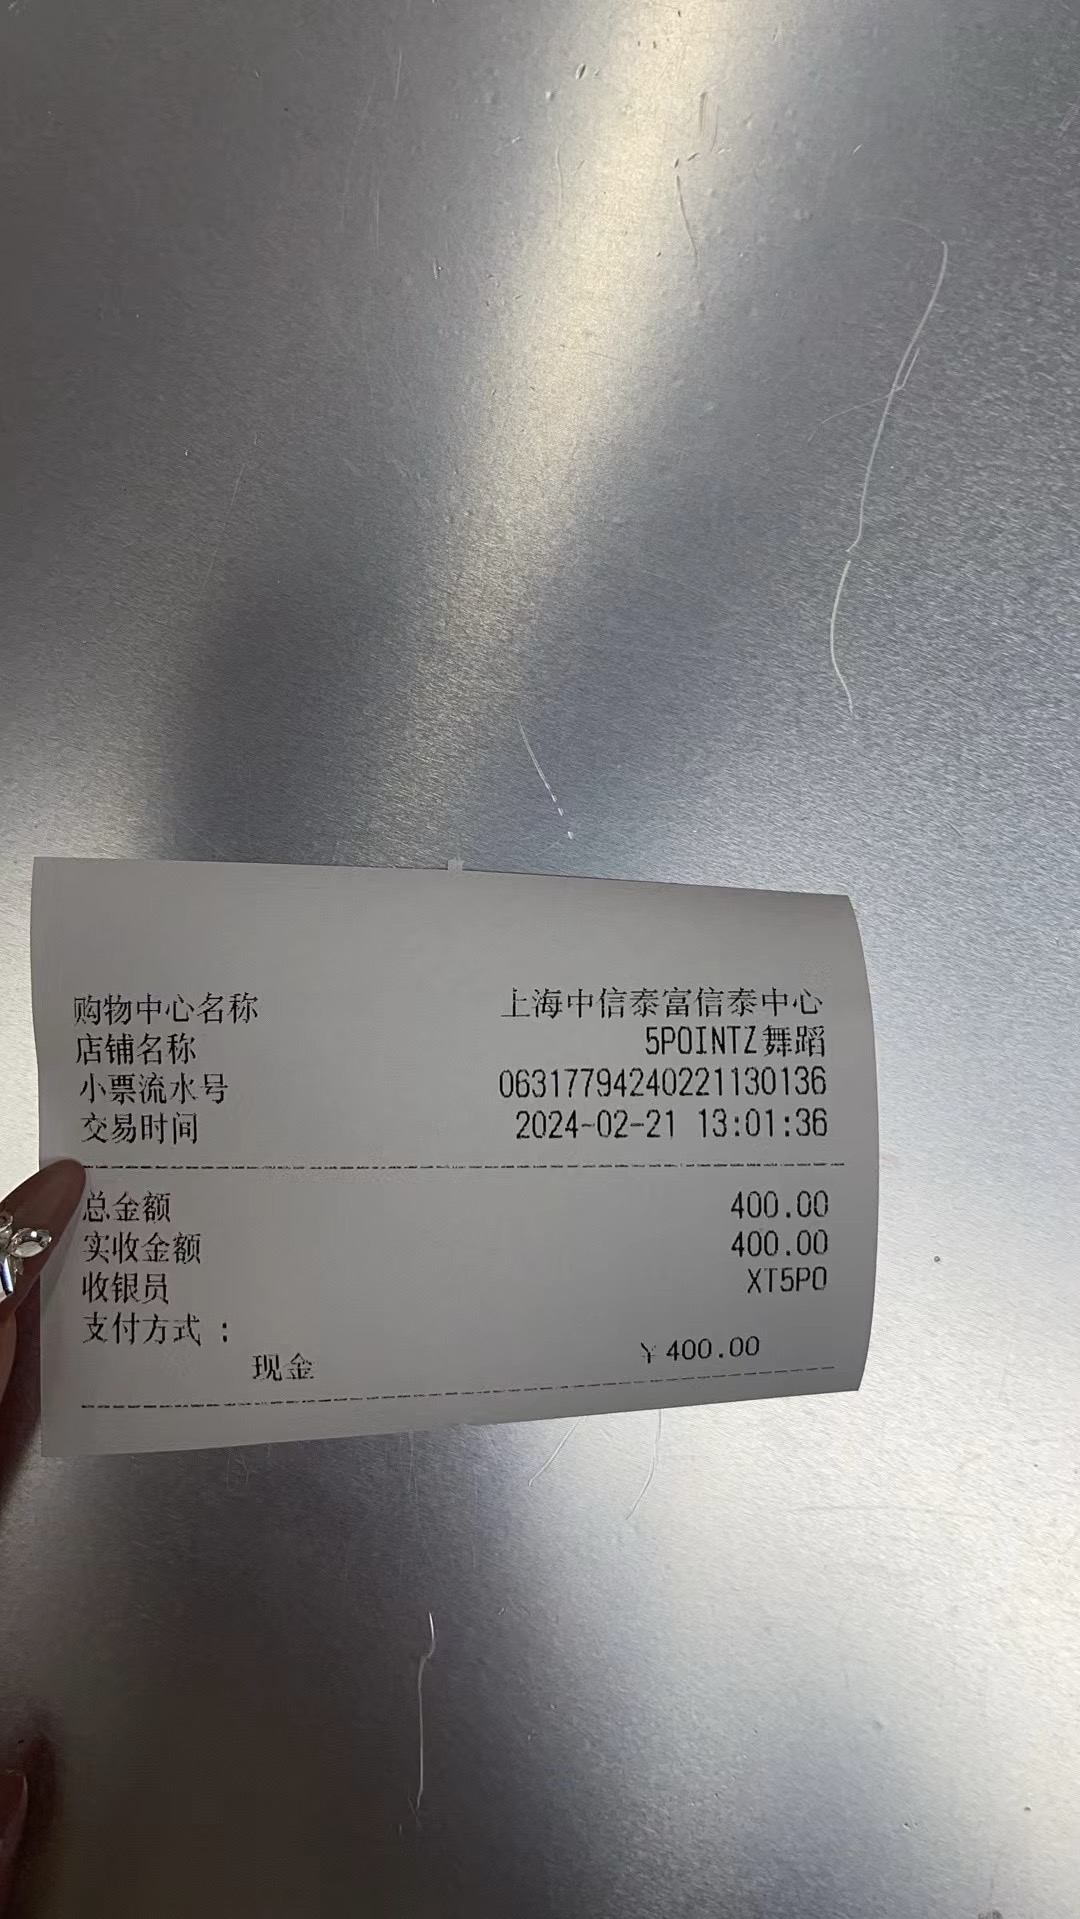 购物中心名称 上海中信泰富信泰中心
店铺名称 5POINTZ舞蹈
小票流水号 06317794240221130136
交易时间 2024-02-21 13:01:36
总金额 400.00
实收金额 400.00
收银员 XT5PO
支付方式 :
现金 ¥400.00